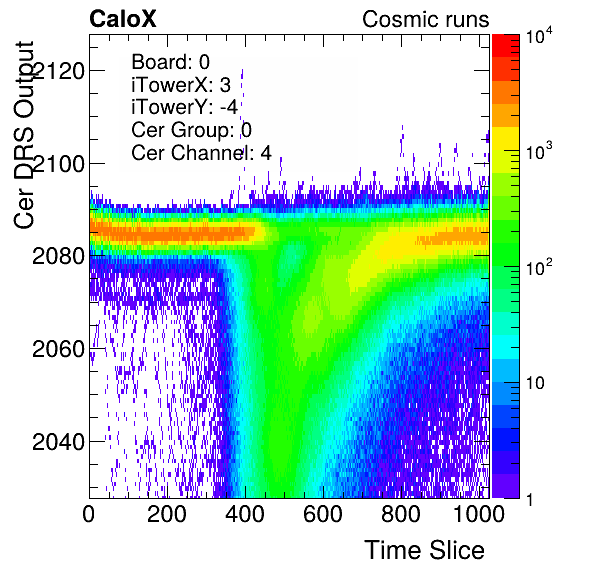 CaloX Cosmic runs
Board: 0
iTowerX: 3
iTowerY: -4
Cer Group: 0
Cer Channel: 4
Cer DRS Output
2120
2100
2080
2060
2040
0 200 400 600 800 1000
Time Slice
10^4
10^3
10^2
10
1